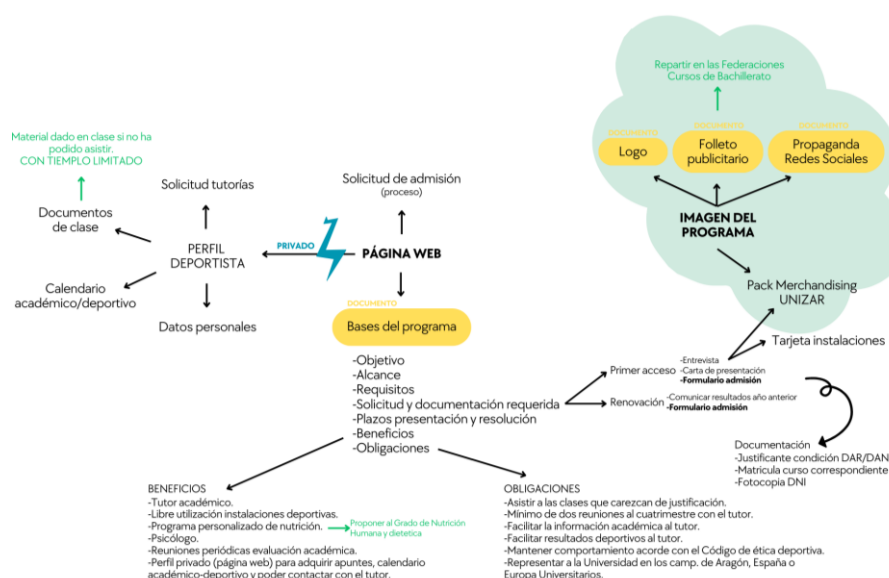 Repartir en las Federaciones
Cursos de Bachillerato
DOCUMENTO
Logo
DOCUMENTO
Folleto
publicitario
DOCUMENTO
Propaganda
Redes Sociales
IMAGEN DEL
PROGRAMA
Pack Merchandising
UNIZAR
Tarjeta instalaciones
Material dado en clase si no ha
podido asistir.
CON TIEMPLO LIMITADO
Solicitud tutorías
Documentos
de clase
PERFIL
DEPORTISTA
Calendario
académico/deportivo
Datos personales
PRIVADO
Solicitud de admisión
(proceso)
PÁGINA WEB
DOCUMENTO
Bases del programa
-Objetivo
-Alcance
-Requisitos
-Solicitud y documentación requerida
-Plazos presentación y resolución
-Beneficios
-Obligaciones
Primer acceso
-Entrevista
-Carta de presentación
-Formulario admisión
Renovación
-Comunicar resultados año anterior
-Formulario admisión
Documentación
-Justificante condición DAR/DAN
-Matricula curso correspondiente
-Fotocopia DNI
BENEFICIOS
-Tutor académico.
-Libre utilización instalaciones deportivas.
-Programa personalizado de nutrición.
-Psicólogo.
-Reuniones periódicas evaluación académica.
-Perfil privado (página web) para adquirir apuntes, calendario
académico-deportivo y poder contactar con el tutor.
Proponer al Grado de Nutrición
Humana y dietetica
OBLIGACIONES
-Asistir a las clases que carezcan de justificación.
-Mínimo de dos reuniones al cuatrimestre con el tutor.
-Facilitar la información académica al tutor.
-Facilitar resultados deportivos al tutor.
-Mantener comportamiento acorde con el Código de ética deportiva.
-Representar a la Universidad en los camp. de Aragón, España o
Europa Universitarios.